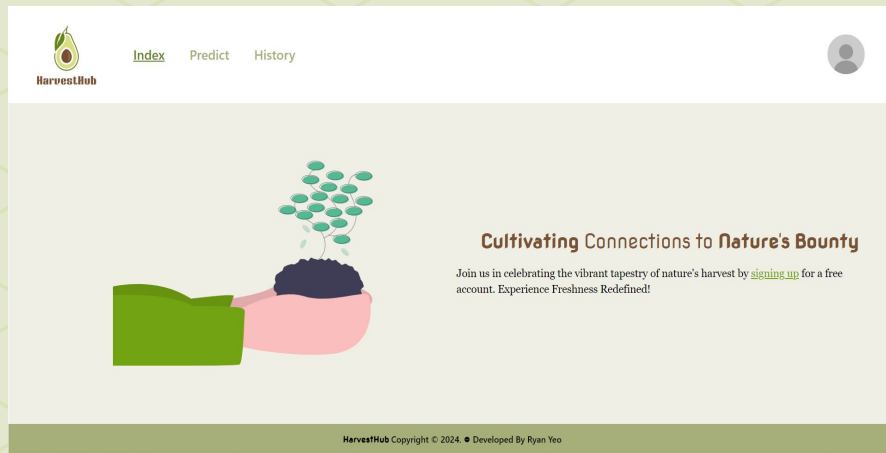 HarvestHub
Index Predict History
Cultivating Connections to Nature's Bounty
Join us in celebrating the vibrant tapestry of nature's harvest by signing up for a free
account. Experience Freshness Redefined!
HarvestHub Copyright © 2024. Developed By Ryan Yeo